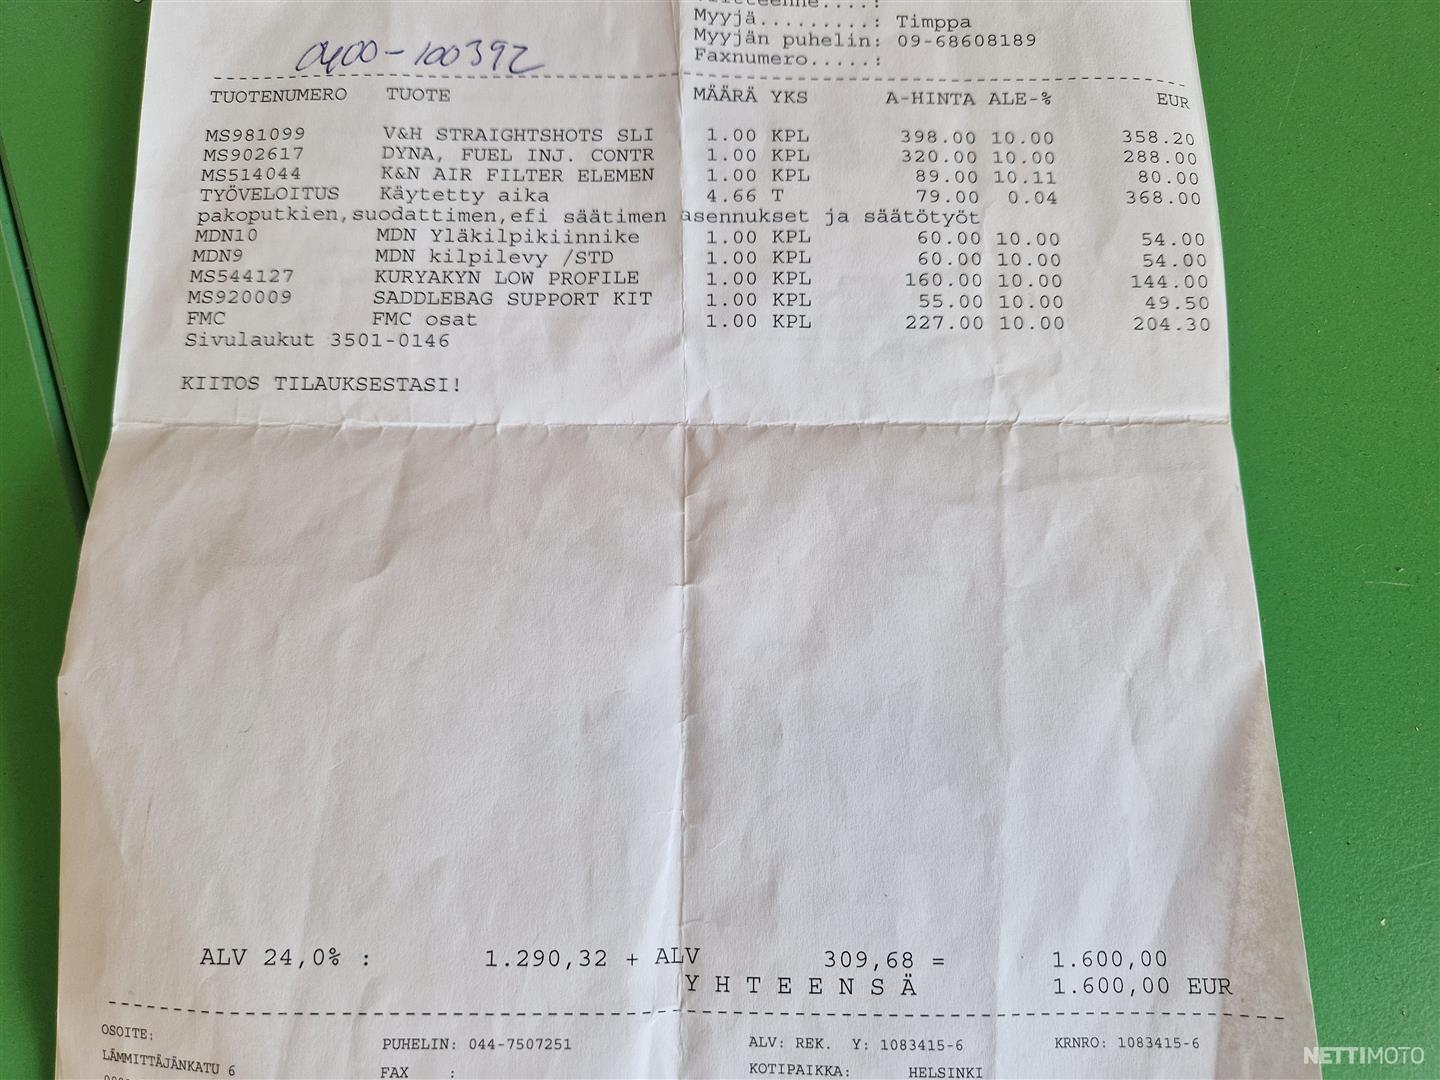 Myyjä.........: Timppa
Myyjän puhelin: 09-68608189
Faxnumero.....:
0400-100392
TUOTENUMERO TUOTE MÄÄRÄ YKS A-HINTA ALE-% EUR
MS981099 V&H STRAIGHTSHOTS SLI 1.00 KPL 398.00 10.00 358.20
MS902617 DYNA, FUEL INJ. CONTR 1.00 KPL 320.00 10.00 288.00
MS514044 K&N AIR FILTER ELEMEN 1.00 KPL 89.00 10.11 80.00
TYÖVELOITUS Käytetty aika 4.66 T 79.00 0.04 368.00
pakoputkien,suodattimen,efi säätimen asennukset ja säätötyöt
MDN10 MDN Yläkilpikiinnike 1.00 KPL 60.00 10.00 54.00
MDN9 MDN kilpilevy /STD 1.00 KPL 60.00 10.00 54.00
MS544127 KURYAKYN LOW PROFILE 1.00 KPL 160.00 10.00 144.00
MS920009 SADDLEBAG SUPPORT KIT 1.00 KPL 55.00 10.00 49.50
FMC FMC osat 1.00 KPL 227.00 10.00 204.30
Sivulaukut 3501-0146
KIITOS TILAUKSESTASI!
ALV 24,0% : 1.290,32 + ALV 309,68 = 1.600,00
Y H T E E N S Ä 1.600,00 EUR
OSOITE: PUHELIN: 044-7507251 ALV: REK. Y: 1083415-6 KRNRO: 1083415-6
LÄMMITTÄJÄNKATU 6 FAX : KOTIPAIKKA: HELSINKI
NETTIMOTO